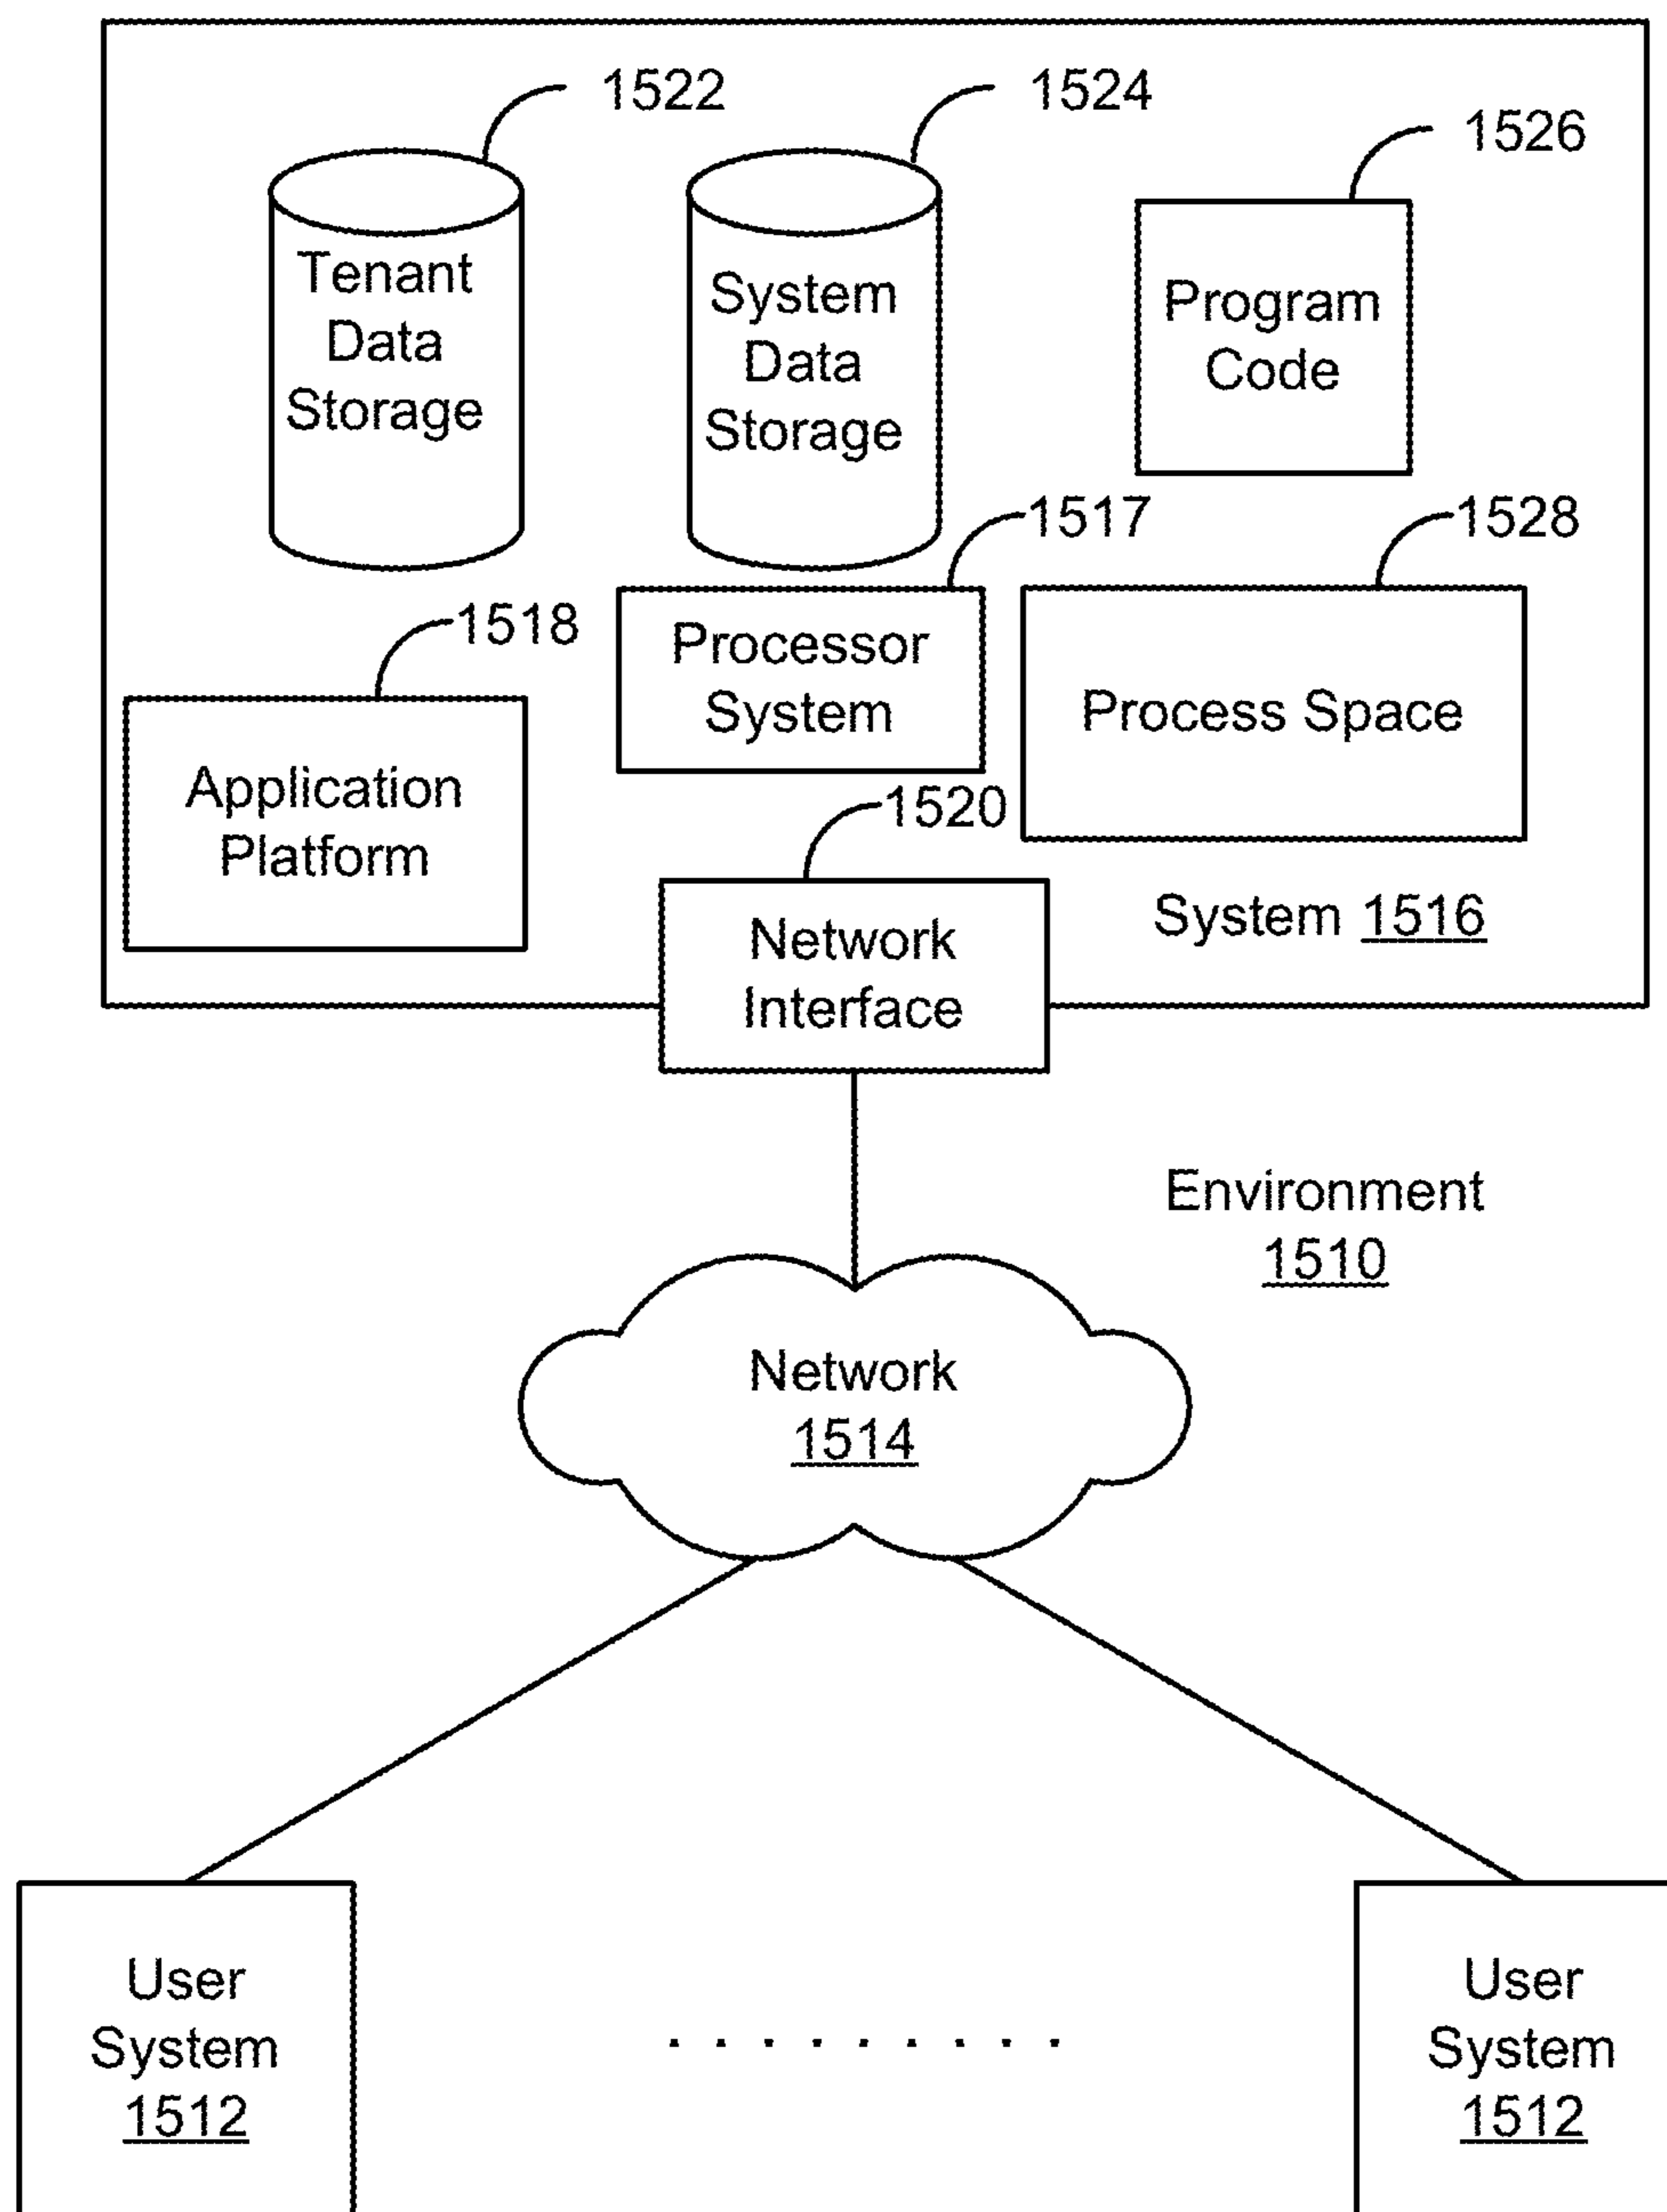 1522
1524
1526
Tenant
Data
Storage
System
Data
Storage
Program
Code
1517
1528
1518
Processor
System
Process Space
Application
Platform
1520
System 1516
Network
Interface
Environment
1510
Network
1514
User
System
1512
. . . . . . . . .
User
System
1512